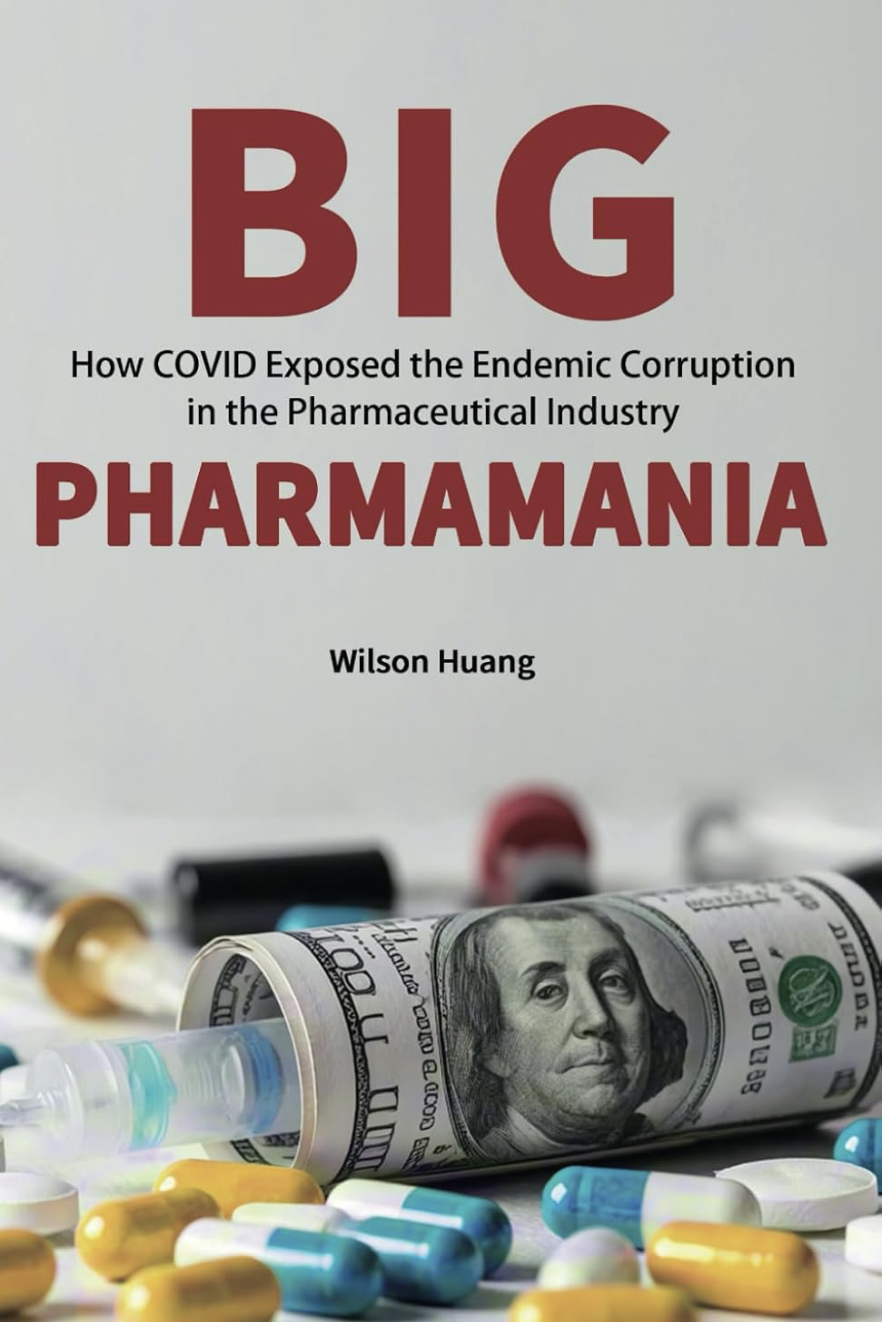 BIG
How COVID Exposed the Endemic Corruption
in the Pharmaceutical Industry
PHARMAMANIA
Wilson Huang